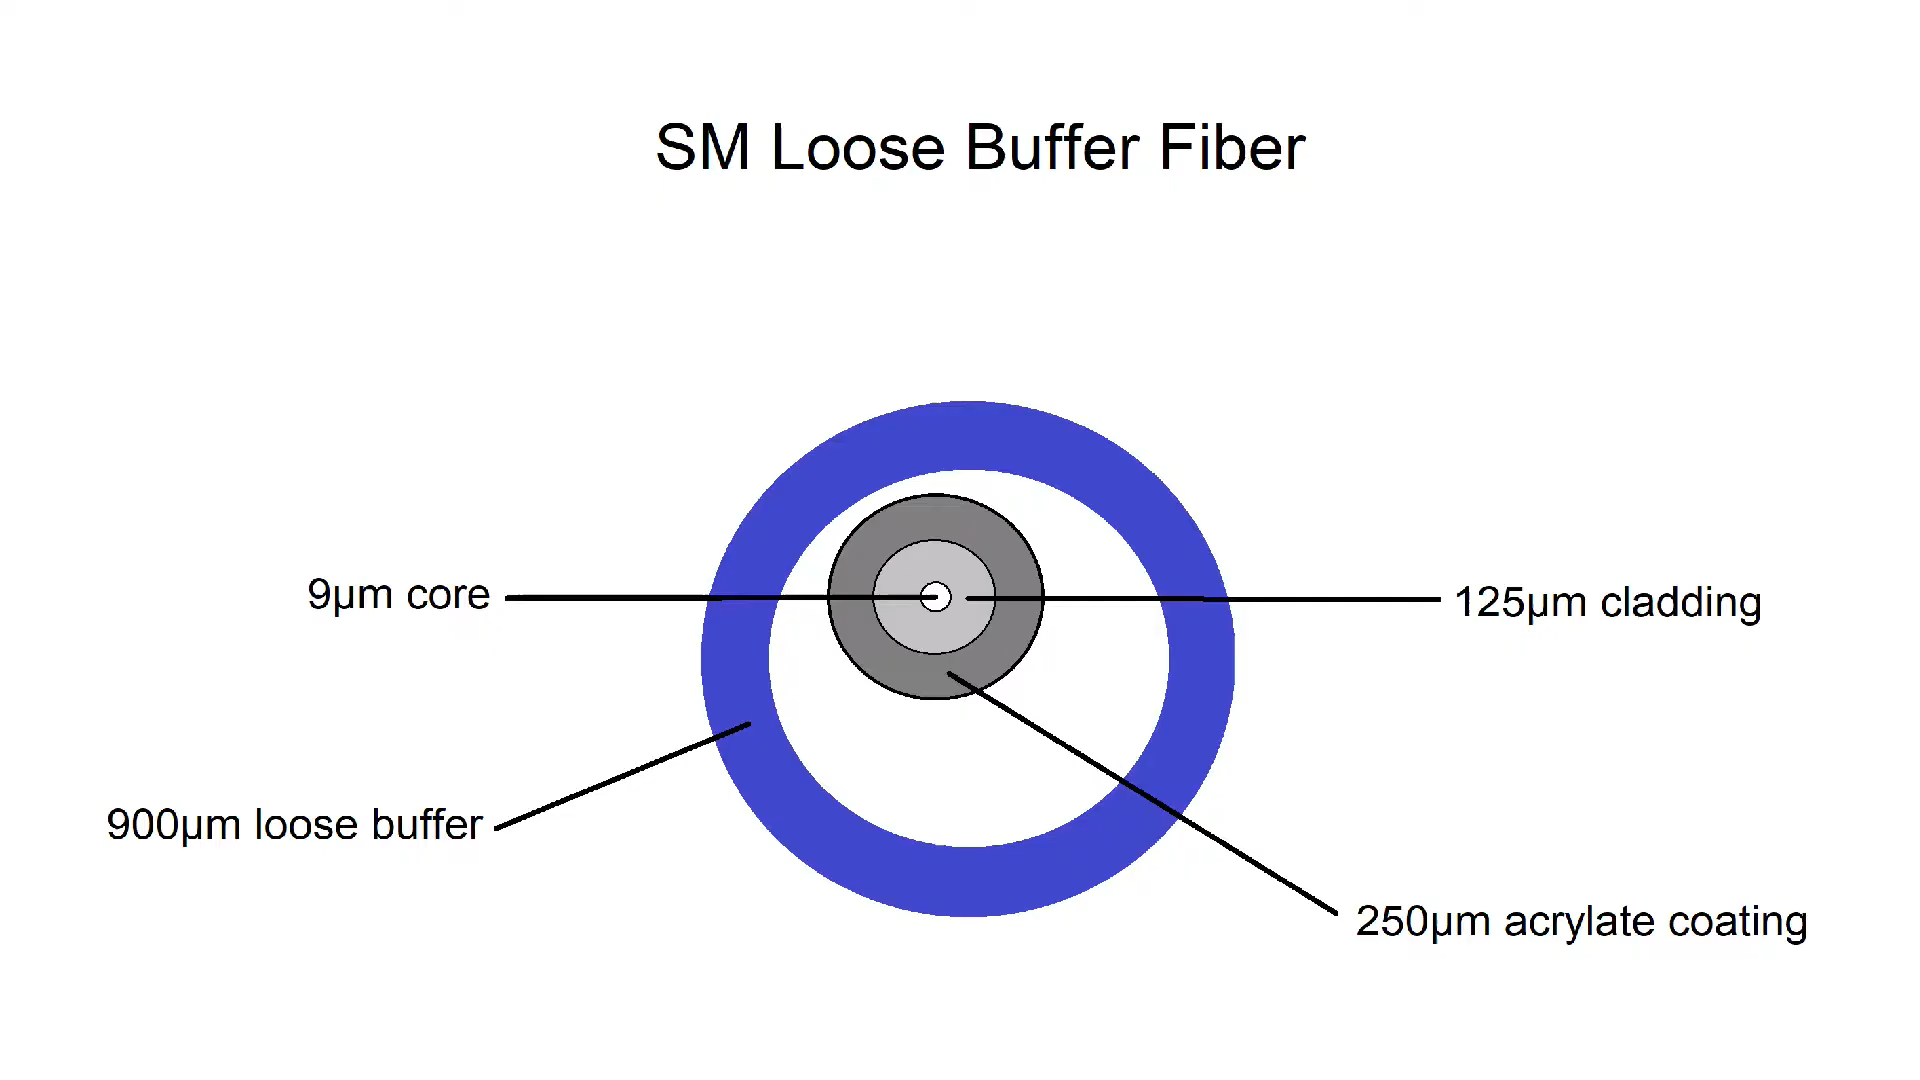 SM Loose Buffer Fiber
9µm core
125µm cladding
900µm loose buffer
250µm acrylate coating